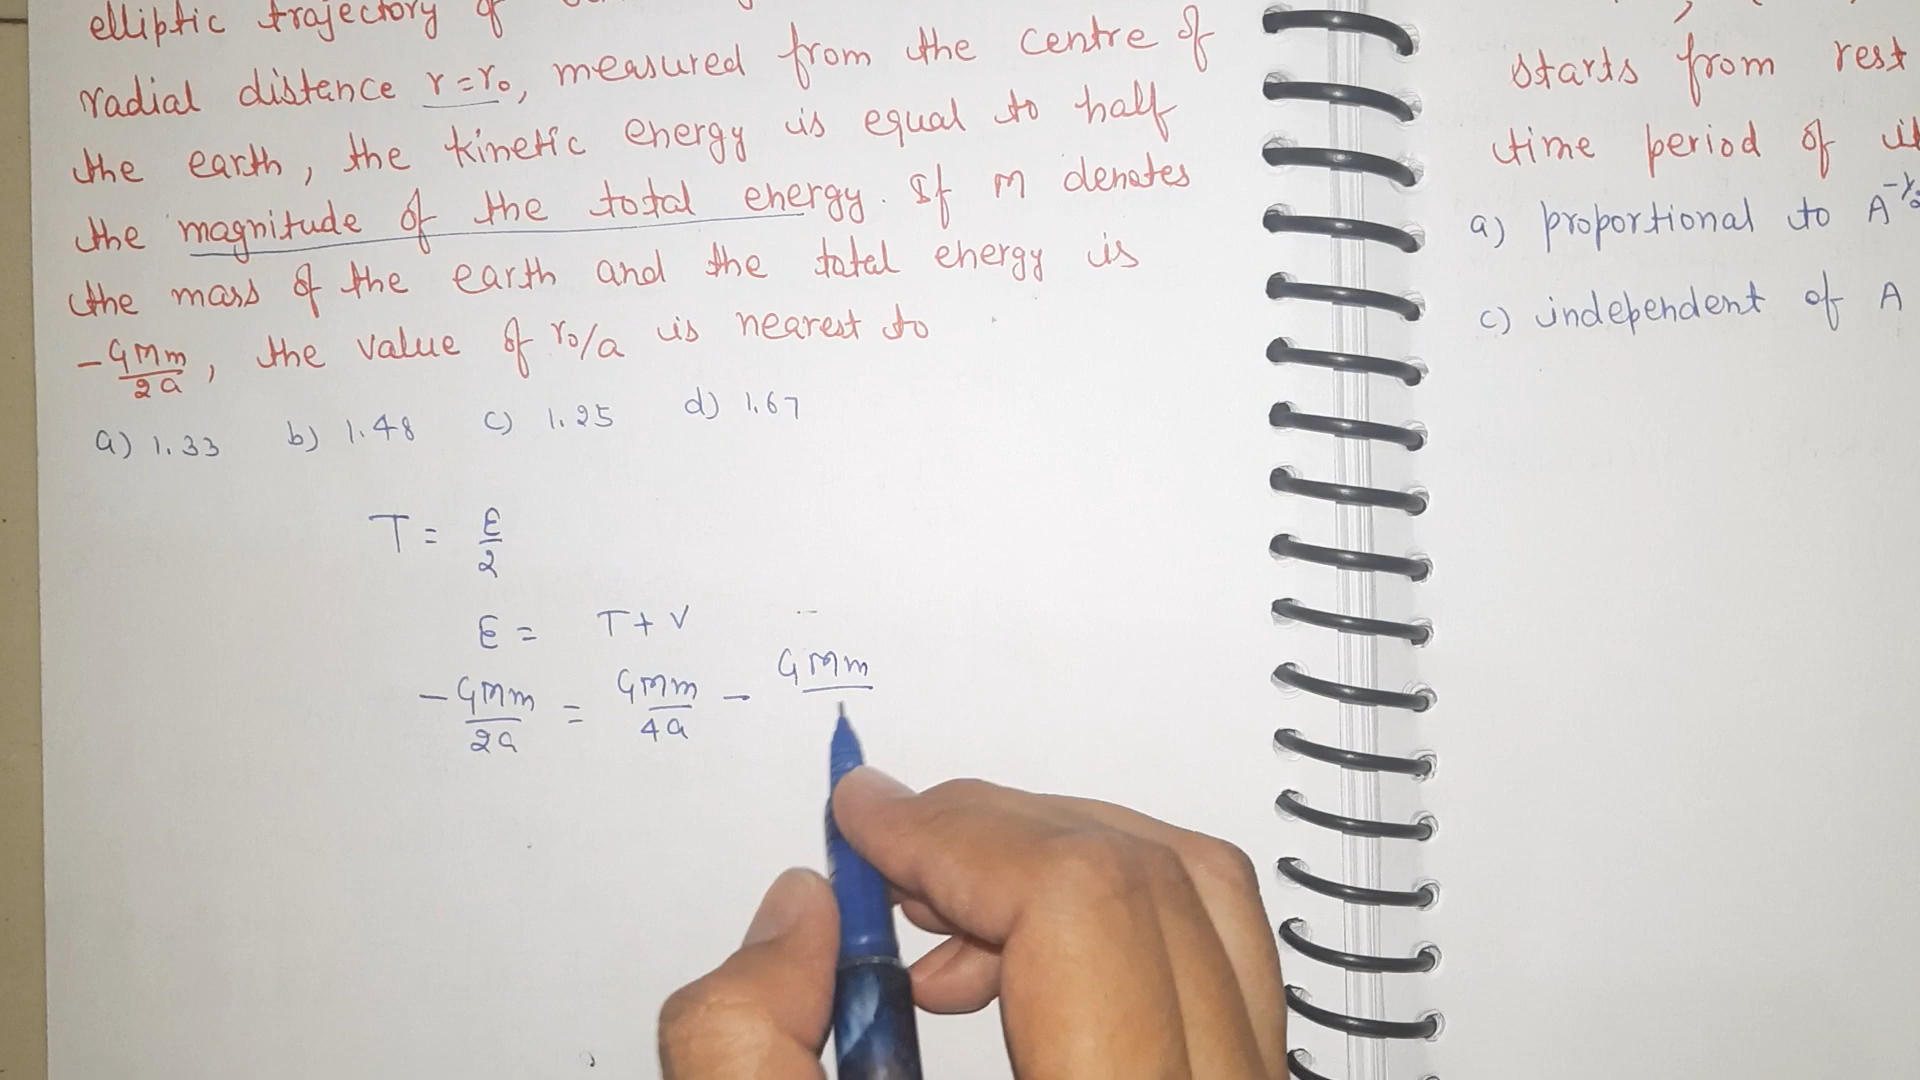 elliptic trajectory of
radial distance r=r₀, measured from the centre of
the earth, the kinetic energy is equal to half
the magnitude of the total energy. If M denotes
the mass of the earth and the total energy is
-GMm/2a, the value of r₀/a is nearest to
a) 1.33 b) 1.48 c) 1.25 d) 1.67
T = E/2
E = T+V
-GMm/2a = GMm/4a - GMm
starts from rest
time period of
a) proportional to A
c) independent of A